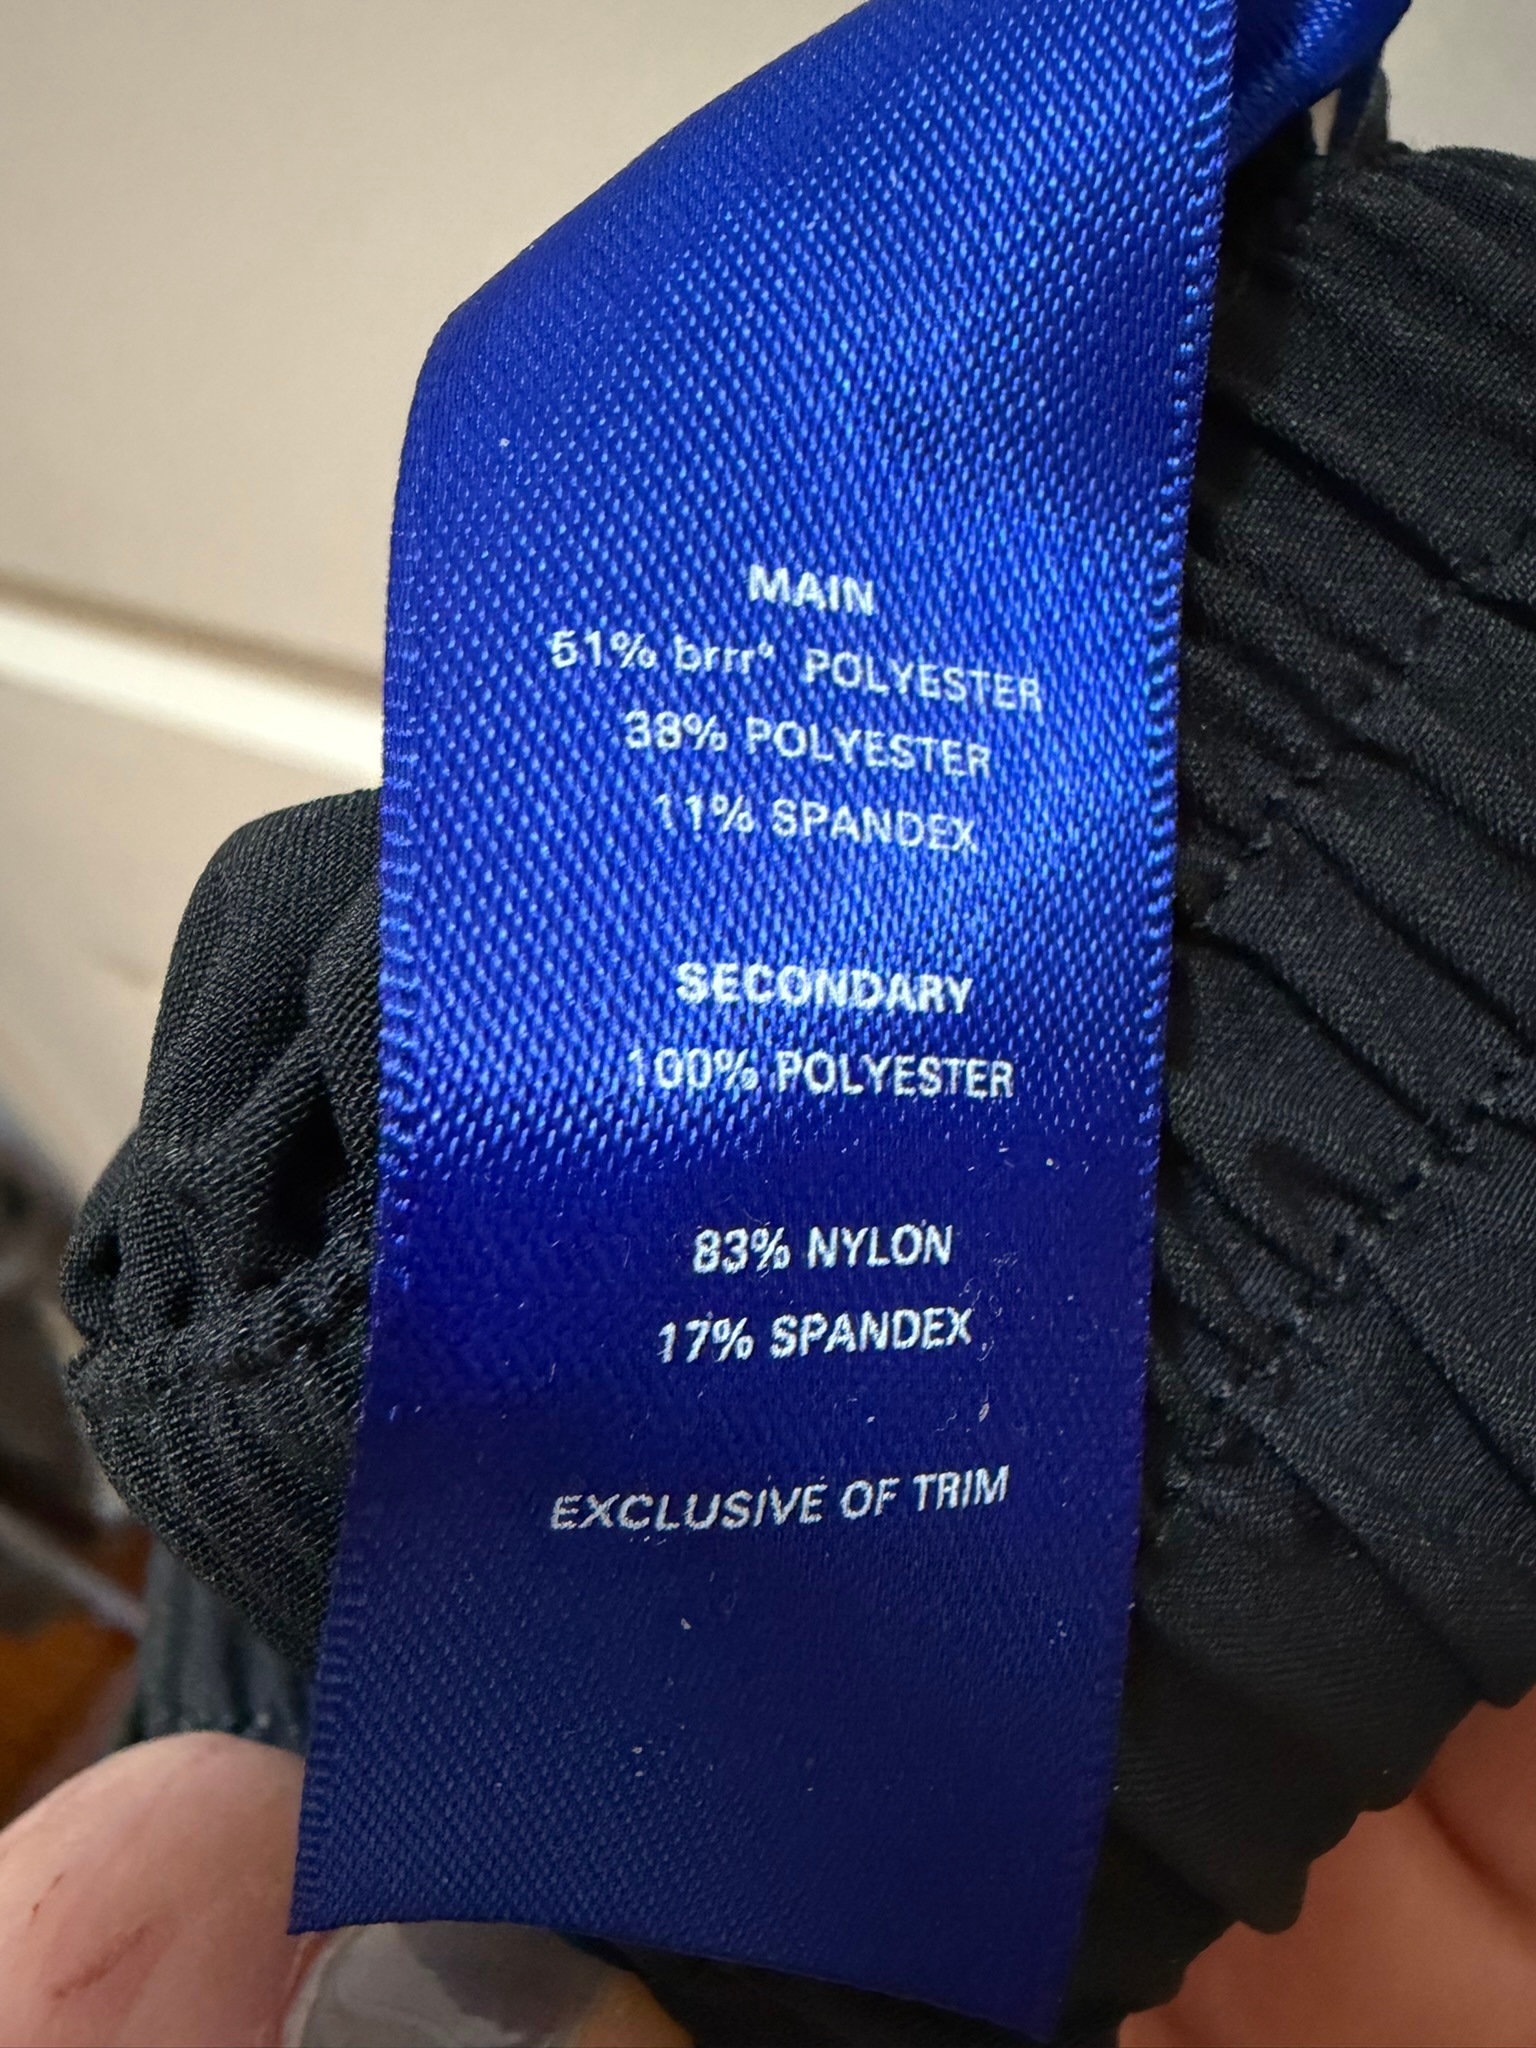 MAIN
51% brrr° POLYESTER
38% POLYESTER
11% SPANDEX
SECONDARY
100% POLYESTER
83% NYLON
17% SPANDEX
EXCLUSIVE OF TRIM